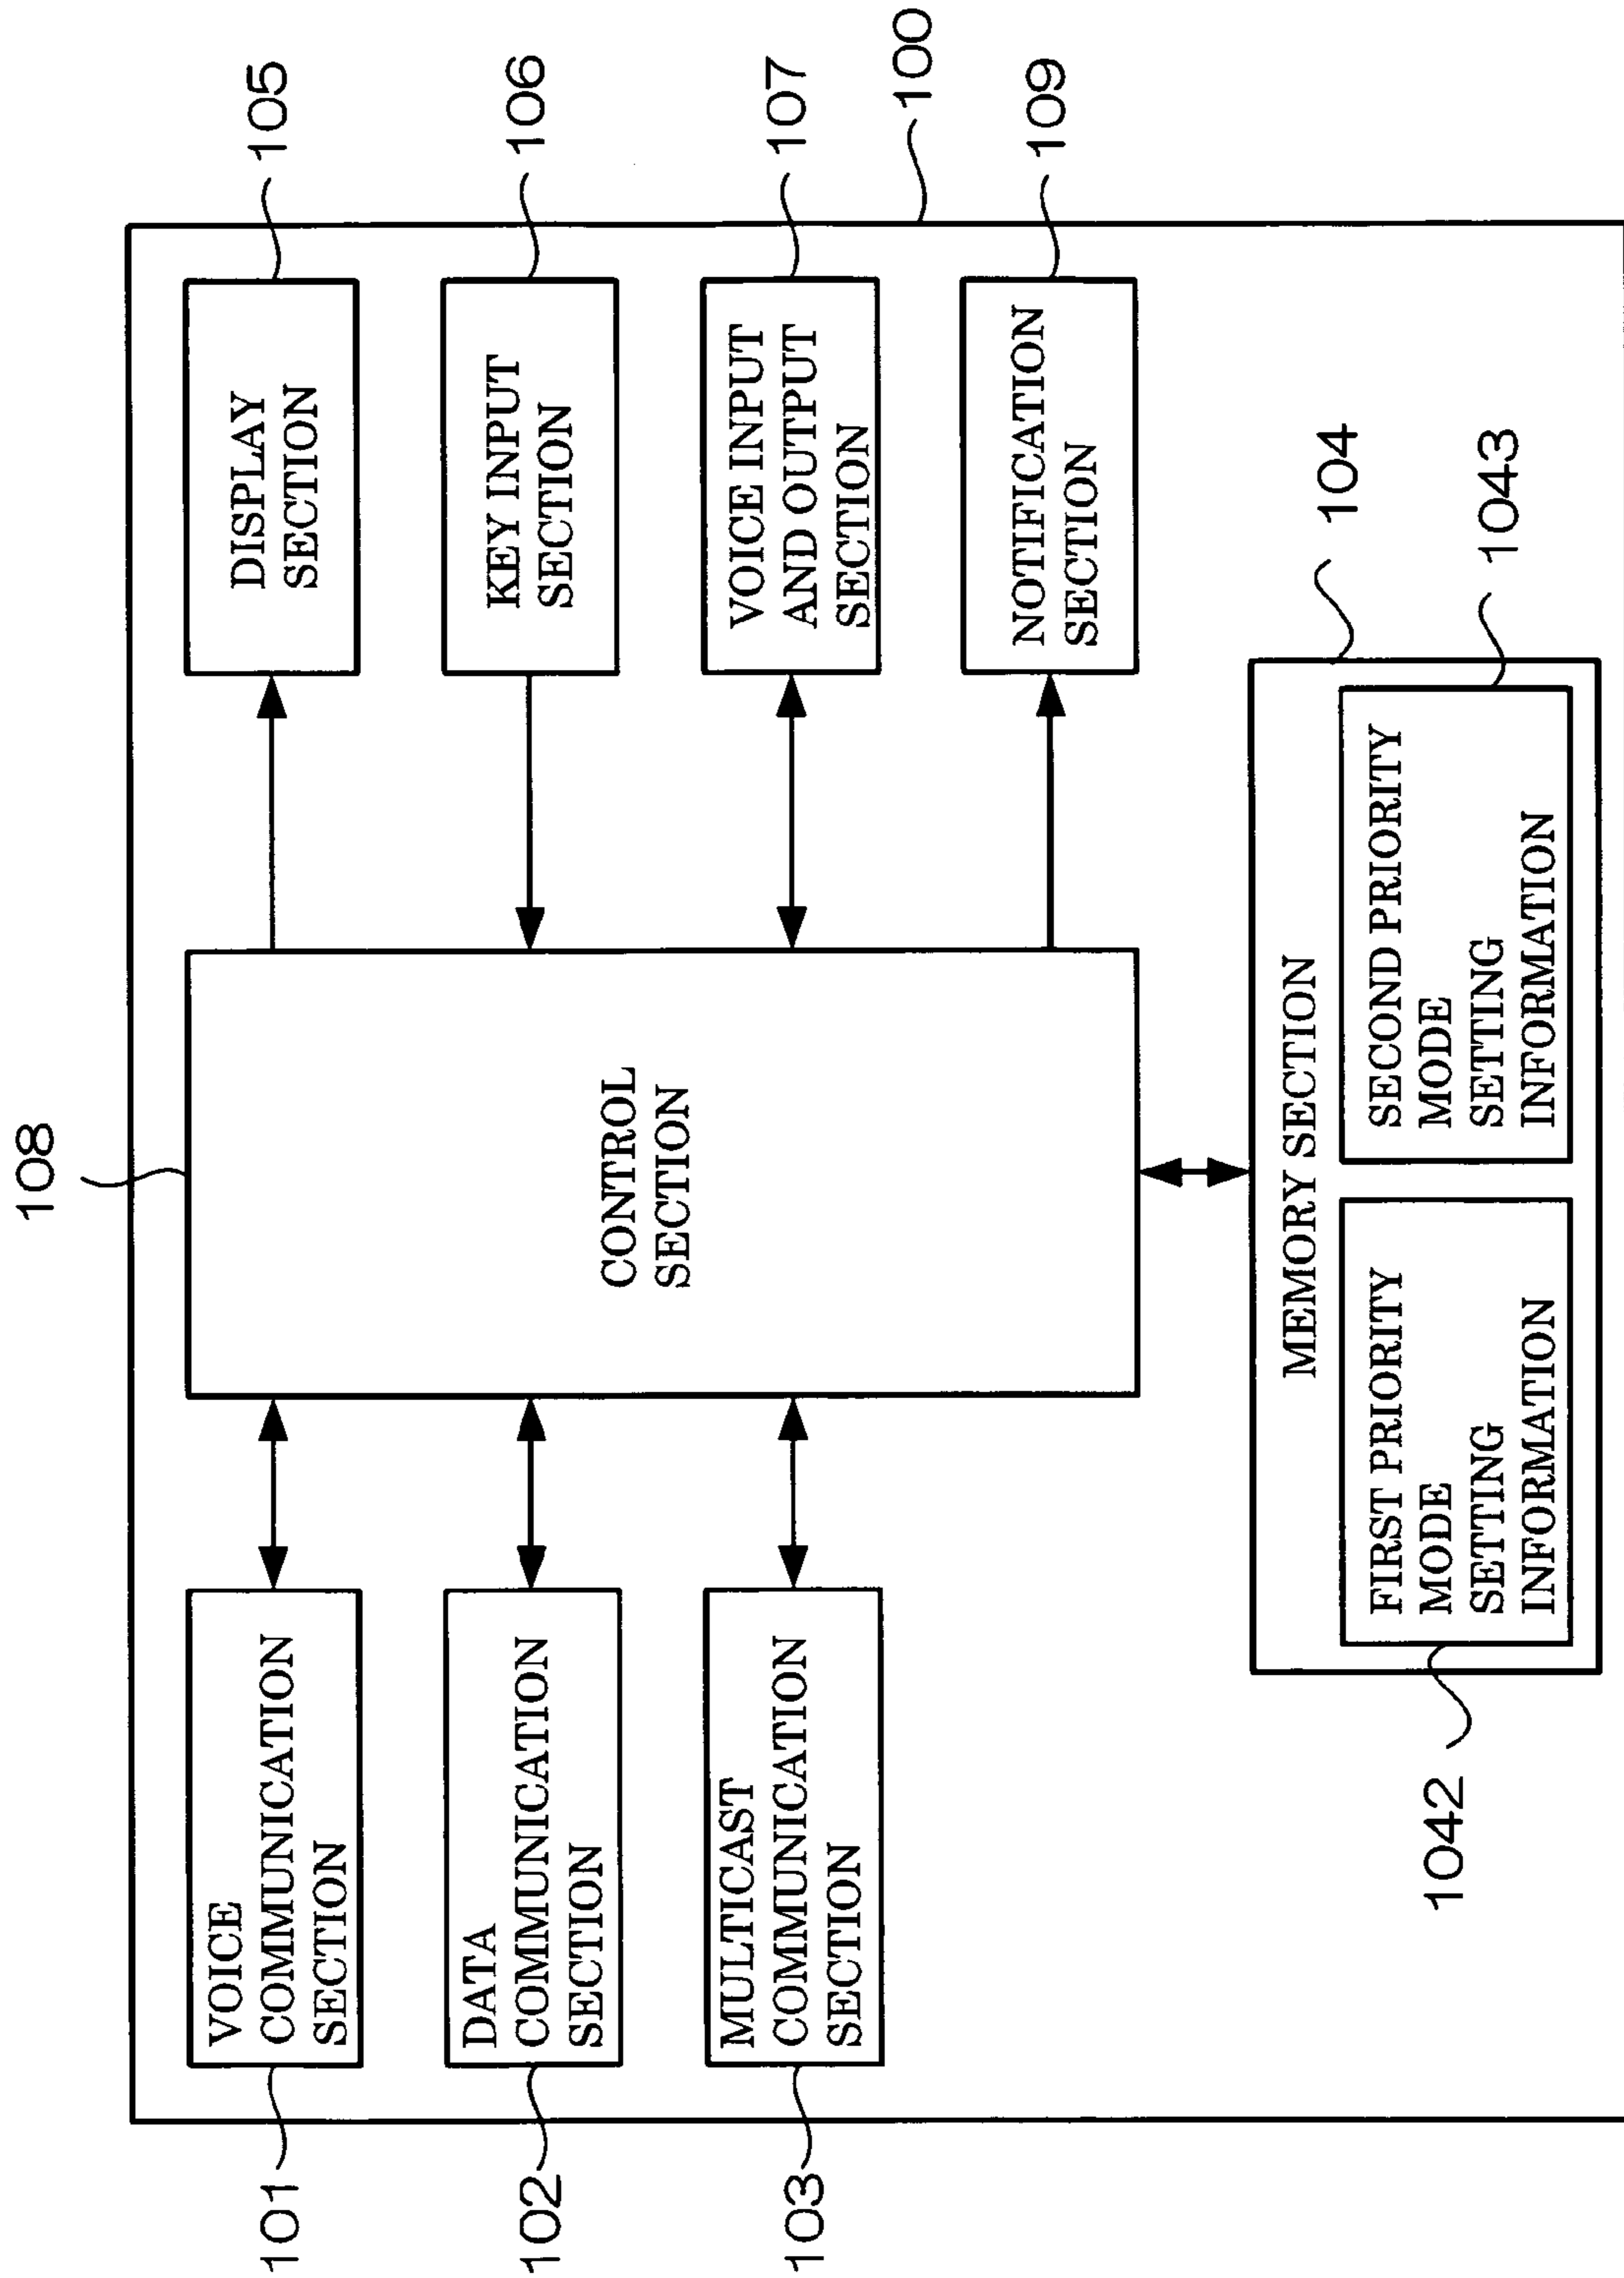 108
100
101
VOICE
COMMUNICATION
SECTION
102
DATA
COMMUNICATION
SECTION
103
MULTICAST
COMMUNICATION
SECTION
CONTROL
SECTION
DISPLAY
SECTION
105
KEY INPUT
SECTION
106
VOICE INPUT
AND OUTPUT
SECTION
107
NOTIFICATION
SECTION
109
MEMORY SECTION
104
FIRST PRIORITY
MODE
SETTING
INFORMATION
1042
SECOND PRIORITY
MODE
SETTING
INFORMATION
1043